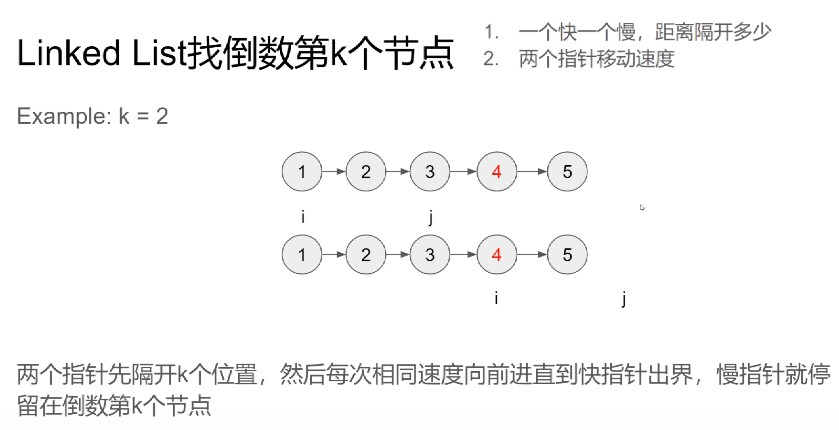 Linked List找倒数第k个节点
1. 一个快一个慢，距离隔开多少
2. 两个指针移动速度
Example: k = 2
1 2 3 4 5
i j
1 2 3 4 5
i j
两个指针先隔开k个位置，然后每次相同速度向前进直到快指针出界，慢指针就停
留在倒数第k个节点